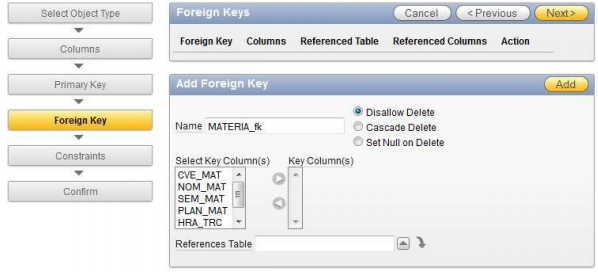 Select Object Type
Columns
Primary Key
Foreign Key
Constraints
Confirm
Foreign Keys
Cancel < Previous Next >
Foreign Key Columns Referenced Table Referenced Columns Action
Add Foreign Key Add
Disallow Delete
Name MATERIA_fk Cascade Delete
Set Null on Delete
Select Key Column(s) Key Column(s)
CVE_MAT
NOM_MAT
SEM_MAT
PLAN_MAT
HRA_TRC
References Table